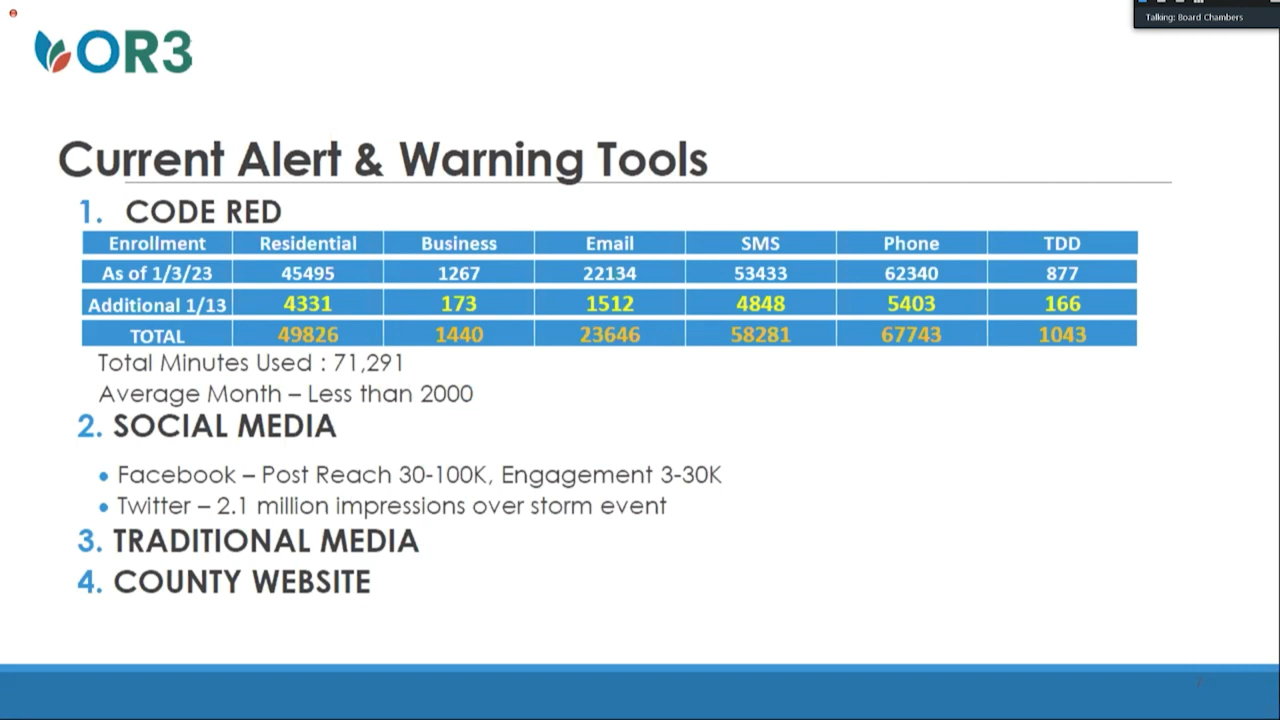 Talking: Board Chambers
OR3
Current Alert & Warning Tools
1. CODE RED
Enrollment Residential Business Email SMS Phone TDD
As of 1/3/23 45495 1267 22134 53433 62340 877
Additional 1/13 4331 173 1512 4848 5403 166
TOTAL 49826 1440 23646 58281 67743 1043
Total Minutes Used : 71,291
Average Month – Less than 2000
2. SOCIAL MEDIA
• Facebook – Post Reach 30-100K, Engagement 3-30K
• Twitter – 2.1 million impressions over storm event
3. TRADITIONAL MEDIA
4. COUNTY WEBSITE
7